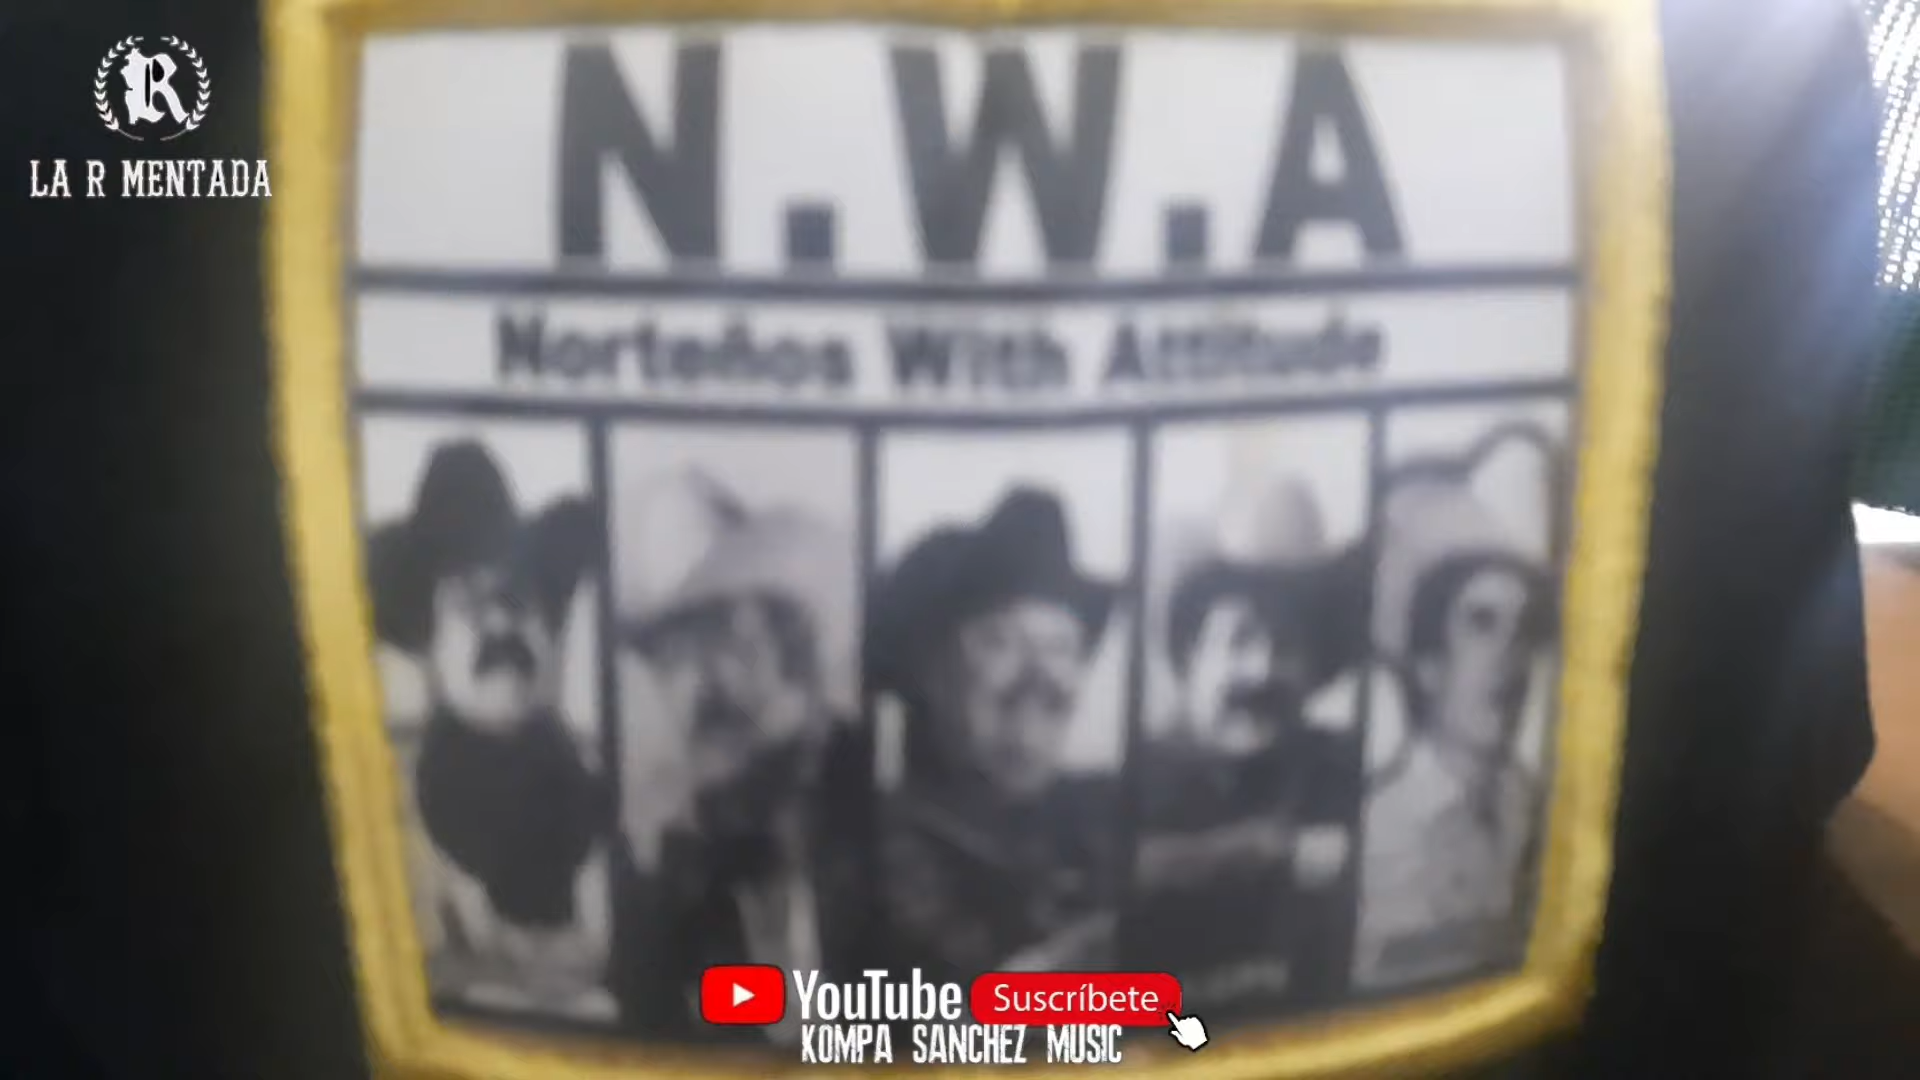 R
LA R MENTADA
N.W.A
Norteños With Attitude
YouTube Suscríbete
KOMPA SANCHEZ MUSIC